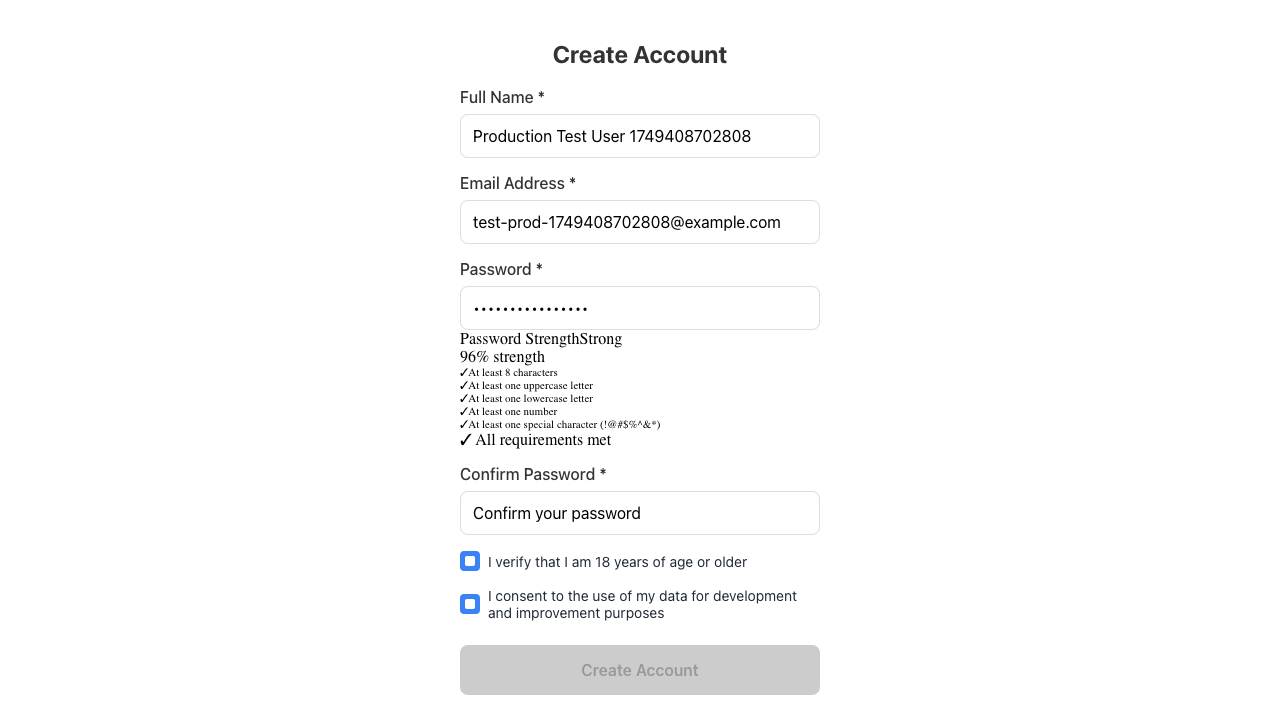 Create Account
Full Name *
Production Test User 1749408702808
Email Address *
test-prod-1749408702808@example.com
Password *
••••••••••••••••
Password StrengthStrong
96% strength
✓At least 8 characters
✓At least one uppercase letter
✓At least one lowercase letter
✓At least one number
✓At least one special character (!@#$%^&*)
✓ All requirements met
Confirm Password *
Confirm your password
I verify that I am 18 years of age or older
I consent to the use of my data for development
and improvement purposes
Create Account